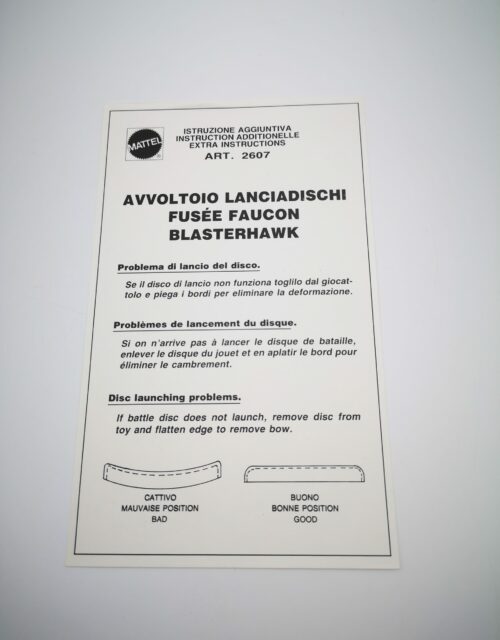 MATTEL
®
ISTRUZIONE AGGIUNTIVA
INSTRUCTION ADDITIONELLE
EXTRA INSTRUCTIONS
ART. 2607
AVVOLTOIO LANCIADISCHI
FUSÉE FAUCON
BLASTERHAWK
Problema di lancio del disco.
Se il disco di lancio non funziona toglilo dal giocat-
tolo e piega i bordi per eliminare la deformazione.
Problèmes de lancement du disque.
Si on n'arrive pas à lancer le disque de bataille,
enlever le disque du jouet et en aplatir le bord pour
éliminer le cambrement.
Disc launching problems.
If battle disc does not launch, remove disc from
toy and flatten edge to remove bow.
CATTIVO
MAUVAISE POSITION
BAD
BUONO
BONNE POSITION
GOOD